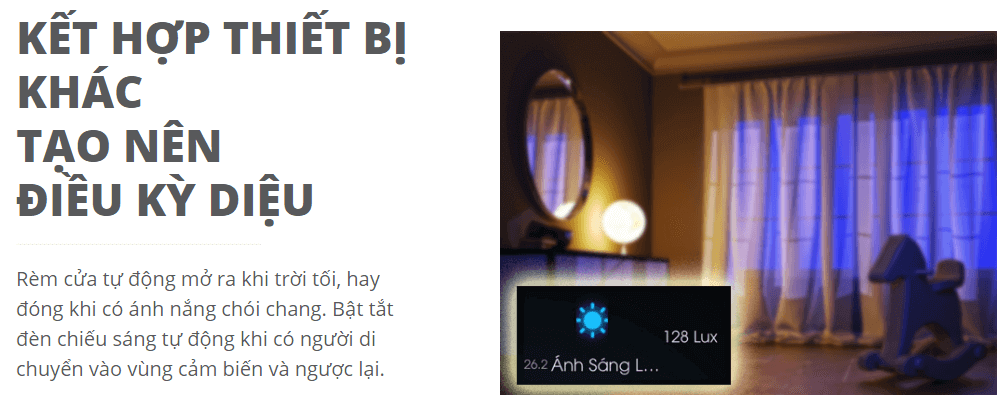 KẾT HỢP THIẾT BỊ
KHÁC
TẠO NÊN
ĐIỀU KỲ DIỆU
Rèm cửa tự động mở ra khi trời tối, hay
đóng khi có ánh nắng chói chang. Bật tắt
đèn chiếu sáng tự động khi có người di
chuyển vào vùng cảm biến và ngược lại.
128 Lux
26.2 Ánh Sáng L...